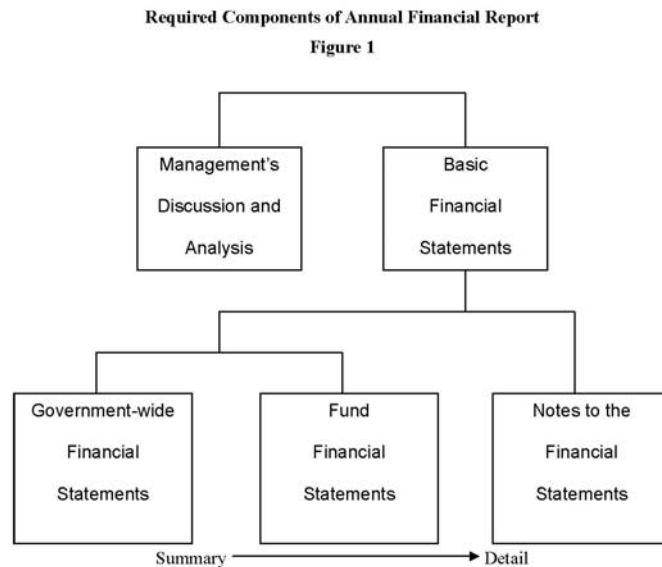 Required Components of Annual Financial Report
Figure 1
Management's
Discussion and
Analysis
Basic
Financial
Statements
Government-wide
Financial
Statements
Fund
Financial
Statements
Notes to the
Financial
Statements
Summary
Detail